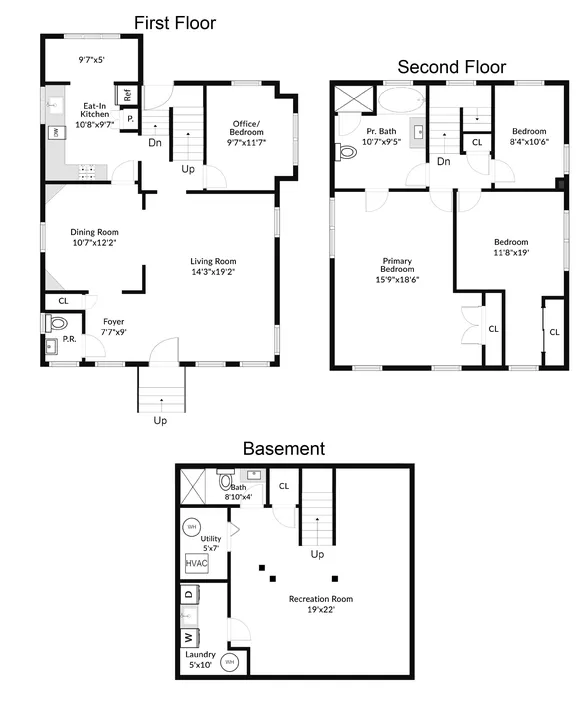 First Floor
9'7"x5'
Ref
Eat-In
Kitchen
10'8"x9'7"
P.
DW
Dn
Up
Office/
Bedroom
9'7"x11'7"
Dining Room
10'7"x12'2"
Living Room
14'3"x19'2"
CL
Foyer
7'7"x9'
P.R.
Up
Second Floor
Pr. Bath
10'7"x9'5"
Dn
CL
Bedroom
8'4"x10'6"
Primary
Bedroom
15'9"x18'6"
Bedroom
11'8"x19'
CL
CL
Basement
Bath
8'10"x4'
CL
WH
Utility
5'x7'
HVAC
Up
D
W
Laundry
5'x10'
WH
Recreation Room
19'x22'